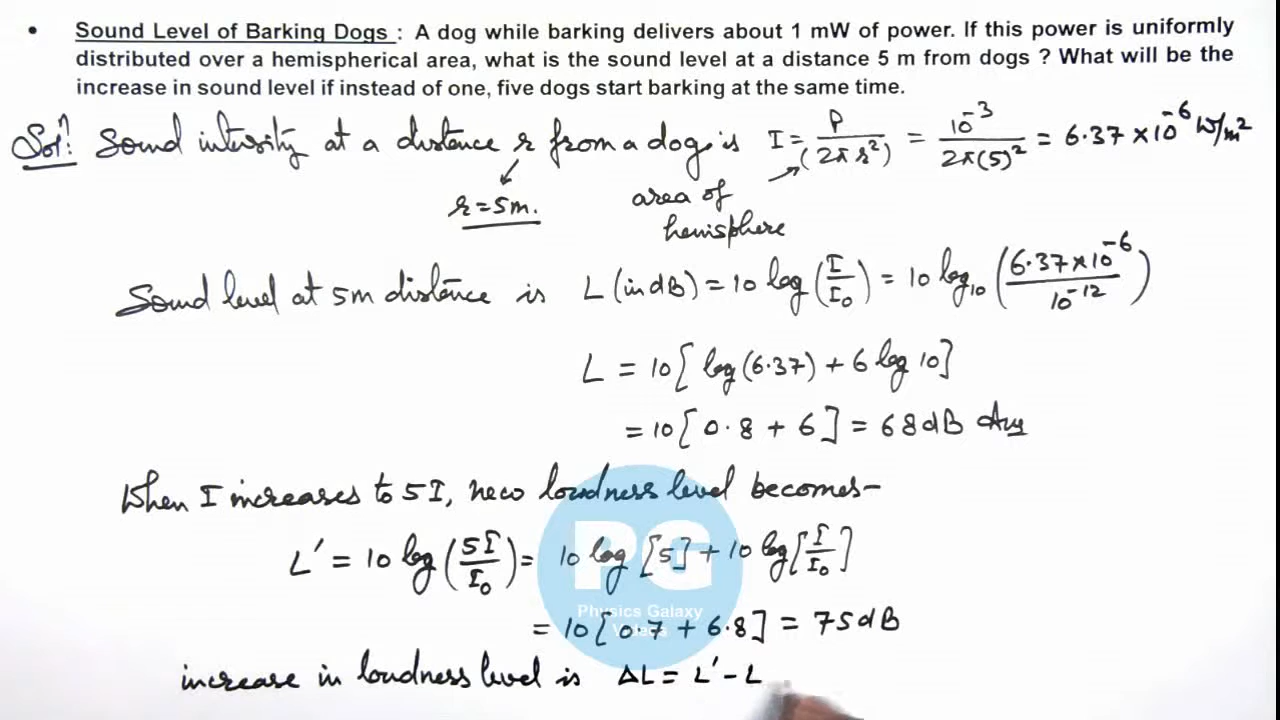 • Sound Level of Barking Dogs : A dog while barking delivers about 1 mW of power. If this power is uniformly
distributed over a hemispherical area, what is the sound level at a distance 5 m from dogs ? What will be the
increase in sound level if instead of one, five dogs start barking at the same time.
Solⁿ: Sound intensity at a distance r from a dog is I = P/(2πr²) = 10⁻³/2π(5)² = 6.37 × 10⁻⁶ W/m²
r = 5m.
area of
hemisphere
Sound level at 5m distance is L (in dB) = 10 log (I/I₀) = 10 log₁₀ (6.37×10⁻⁶/10⁻¹²)
L = 10[log(6.37) + 6 log 10]
= 10[0.8 + 6] = 68dB Ans
When I increases to 5I, new loudness level becomes-
L' = 10 log (5I/I₀) = 10 log [5] + 10 log [I/I₀]
PG
Physics Galaxy
= 10[0.7 + 6.8] = 75dB
increase in loudness level is ΔL = L' - L